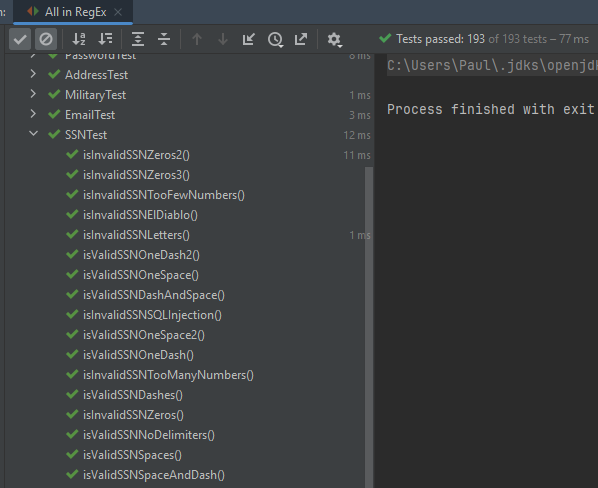 n:
All in RegEx
Tests passed: 193 of 193 tests – 77 ms
PasswordTest 8 ms
AddressTest
MilitaryTest 1 ms
EmailTest 3 ms
SSNTest 12 ms
isInvalidSSNZeros2() 11 ms
isInvalidSSNZeros3()
isInvalidSSNTooFewNumbers()
isInvalidSSNElDiablo()
isInvalidSSNLetters() 1 ms
isValidSSNOneDash2()
isValidSSNOneSpace()
isValidSSNDashAndSpace()
isInvalidSSNSQLInjection()
isValidSSNOneSpace2()
isValidSSNOneDash()
isInvalidSSNTooManyNumbers()
isValidSSNDashes()
isInvalidSSNZeros()
isValidSSNNoDelimiters()
isValidSSNSpaces()
isValidSSNSpaceAndDash()
C:\Users\Paul\.jdks\openjd
Process finished with exit